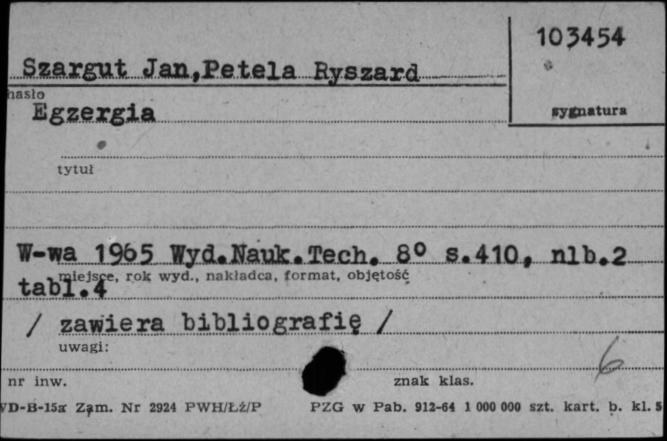 103454
Szargut Jan, Petela Ryszard
hasło
sygnatura
Egzergia
tytuł
W-wa 1965 Wyd.Nauk.Tech. 8° s.410, nlb.2
miejsce, rok wyd., nakładca, format, objętość
tabl.4
/ zawiera bibliografię /
uwagi:
6
nr inw.
znak klas.
Zam. Nr 2924 PWH/Łź/P
PZG w Pab. 912-64 1 000 000 szt. kart. b. kl. 5